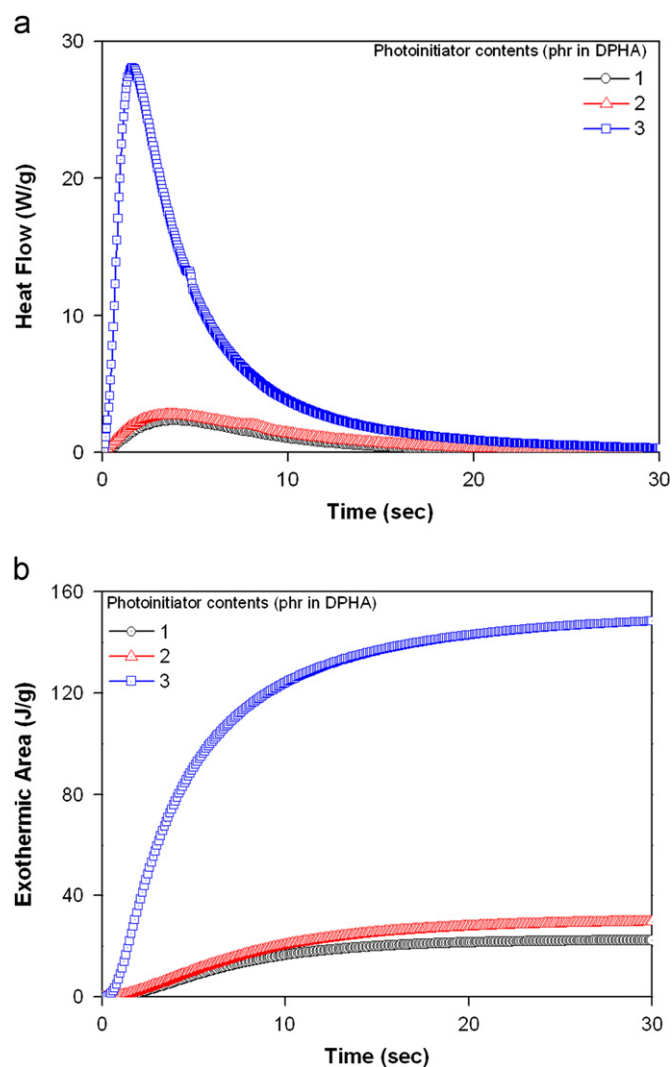 a
30
20
10
0
Heat Flow (W/g)
Photoinitiator contents (phr in DPHA)
1
2
3
0 10 20 30
Time (sec)
b
160
120
80
40
0
Exothermic Area (J/g)
Photoinitiator contents (phr in DPHA)
1
2
3
0 10 20 30
Time (sec)